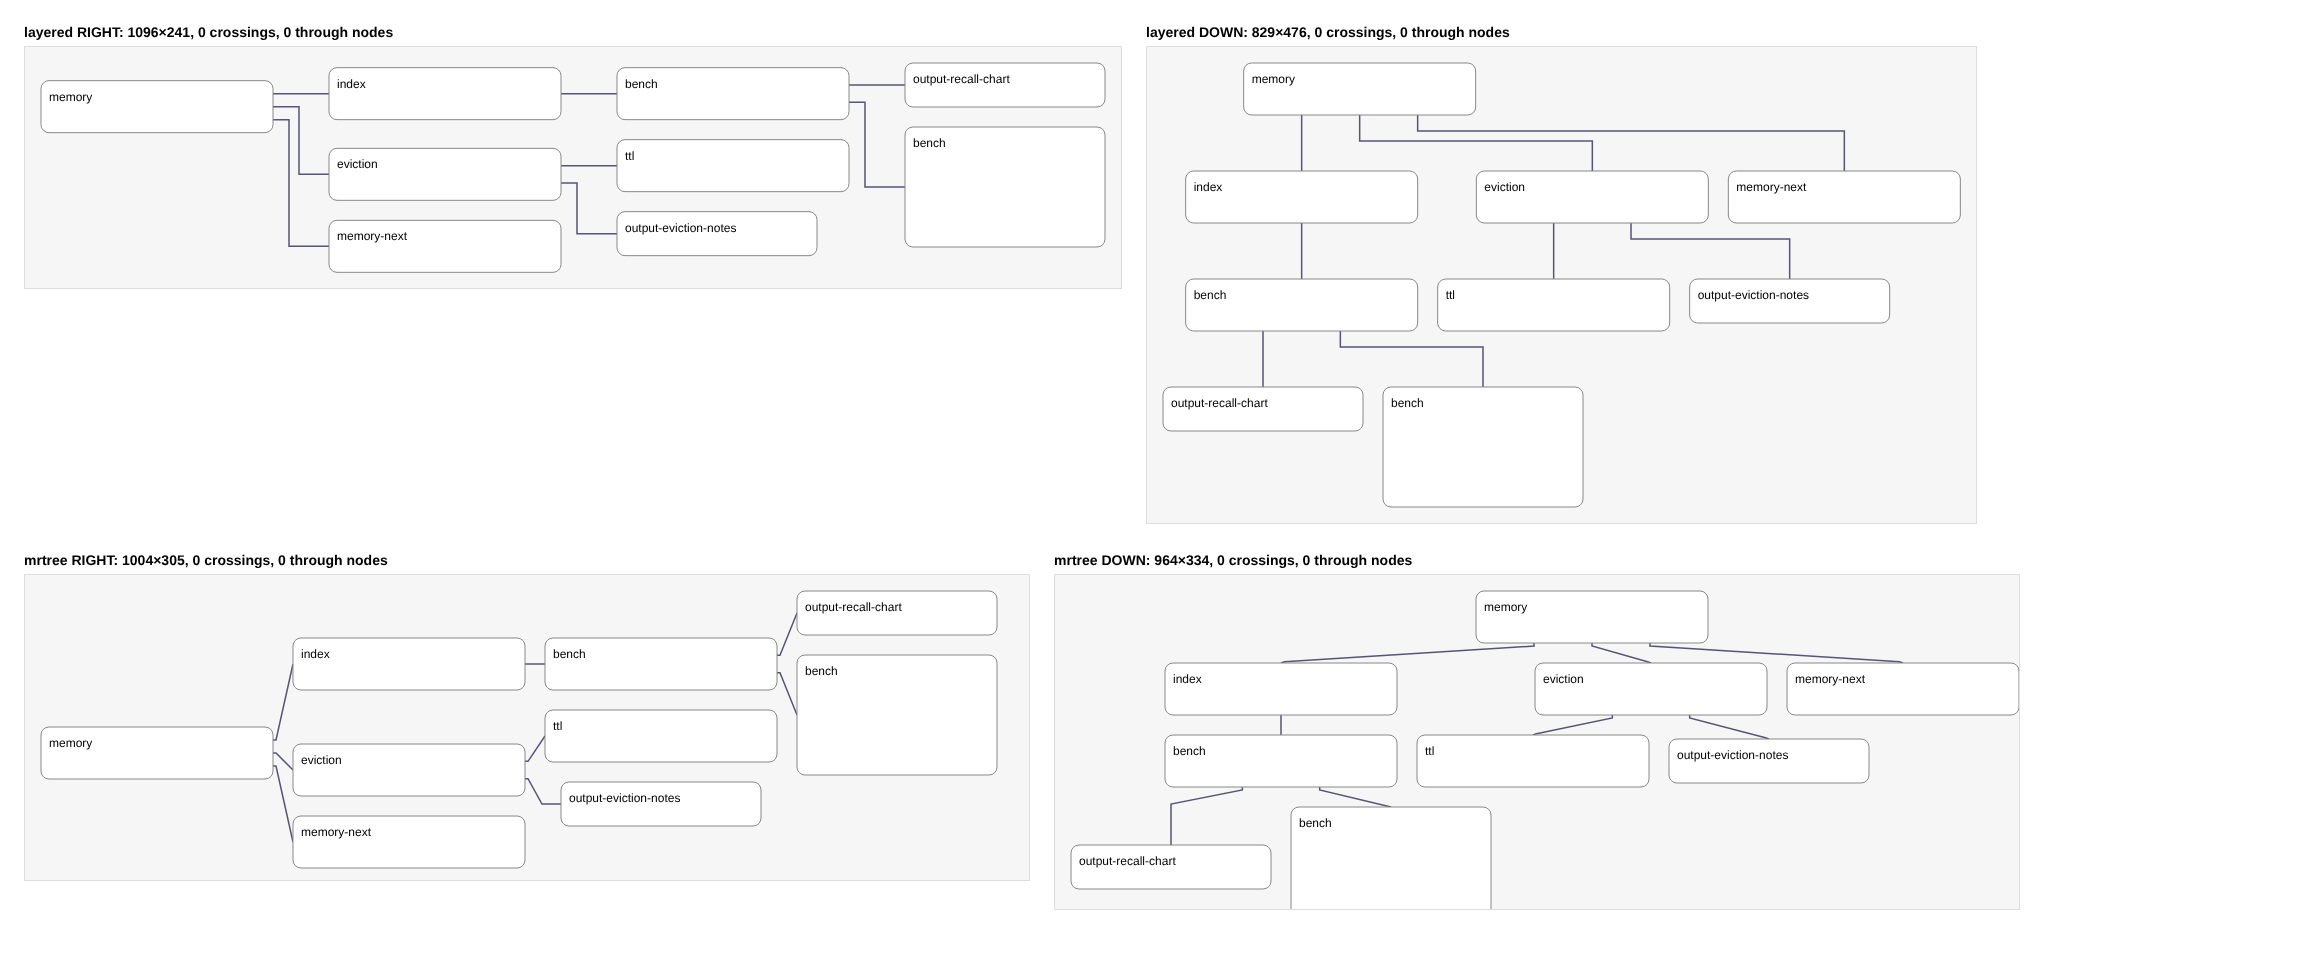 layered RIGHT: 1096×241, 0 crossings, 0 through nodes
memory
index
bench
output-recall-chart
bench
eviction
ttl
output-eviction-notes
memory-next
layered DOWN: 829×476, 0 crossings, 0 through nodes
memory
index
eviction
memory-next
bench
ttl
output-eviction-notes
output-recall-chart
bench
mrtree RIGHT: 1004×305, 0 crossings, 0 through nodes
output-recall-chart
index
bench
bench
ttl
memory
eviction
output-eviction-notes
memory-next
mrtree DOWN: 964×334, 0 crossings, 0 through nodes
memory
index
eviction
memory-next
bench
ttl
output-eviction-notes
bench
output-recall-chart